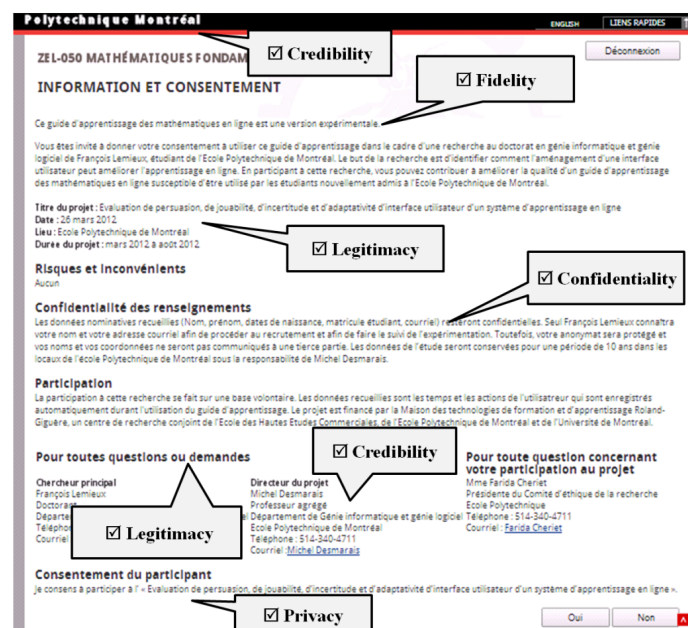 Polytechnique Montréal
ENGLISH
LIENS RAPIDES
☑ Credibility
Déconnexion
ZEL-050 MATHÉMATIQUES FONDAM
INFORMATION ET CONSENTEMENT
☑ Fidelity
Ce guide d'apprentissage des mathématiques en ligne est une version expérimentale.
Vous êtes invité à donner votre consentement à utiliser ce guide d'apprentissage dans le cadre d'une recherche au doctorat en génie informatique et génie
logiciel de François Lemieux, étudiant de l'Ecole Polytechnique de Montréal. Le but de la recherche est d'identifier comment l'aménagement d'une interface
utilisateur peut améliorer l'apprentissage en ligne. En participant à cette recherche, vous pouvez contribuer à améliorer la qualité d'un guide d'apprentissage
des mathématiques en ligne susceptible d'être utilisé par les étudiants nouvellement admis à l'Ecole Polytechnique de Montréal.
Titre du projet : Evaluation de persuasion, de jouabilité, d'incertitude et d'adaptativité d'interface utilisateur d'un système d'apprentissage en ligne
Date : 26 mars 2012
Lieu : Ecole Polytechnique de Montréal
Durée du projet : mars 2012 à août 2012
☑ Legitimacy
Risques et inconvénients
Aucun
☑ Confidentiality
Confidentialité des renseignements
Les données nominatives recueillies (Nom, prénom, dates de naissance, matricule étudiant, courriel) resteront confidentielles. Seul François Lemieux connaîtra
votre nom et votre adresse courriel afin de procéder au recrutement et afin de faire le suivi de l'expérimentation. Toutefois, votre anonymat sera protégé et
vos noms et vos coordonnées ne seront pas communiqués à une tierce partie. Les données de l'étude seront conservées pour une période de 10 ans dans les
locaux de l'école Polytechnique de Montréal sous la responsabilité de Michel Desmarais.
Participation
La participation à cette recherche se fait sur une base volontaire. Les données recueillies sont les temps et les actions de l'utilisatreur qui sont enregistrés
automatiquement durant l'utilisation du guide d'apprentissage. Le projet est financé par la Maison des technologies de formation et d'apprentissage Roland-
Giguère, un centre de recherche conjoint de l'Ecole des Hautes Etudes Commerciales, de l'Ecole Polytechnique de Montréal et de l'Université de Montréal.
Pour toutes questions ou demandes
☑ Credibility
Pour toute question concernant
votre participation au projet
Chercheur principal
François Lemieux
Doctorant
Départe
Télépho
Courriel
☑ Legitimacy
Directeur du projet
Michel Desmarais
Professeur agrégé
el Département de Génie informatique et génie logiciel
Ecole Polytechnique de Montréal
Téléphone : 514-340-4711
Courriel :Michel Desmarais
Mme Farida Cheriet
Présidente du Comité d'éthique de la recherche
Ecole Polytechnique
Téléphone : 514-340-4711
Courriel : Farida Cheriet
Consentement du participant
Je consens à participer à l' « Evaluation de persuasion, de jouabilité, d'incertitude et d'adaptativité d'interface utilisateur d'un système d'apprentissage en ligne ».
☑ Privacy
Oui
Non